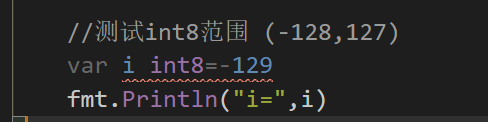 //测试int8范围 (-128,127)
var i int8=-129
fmt.Println("i=",i)